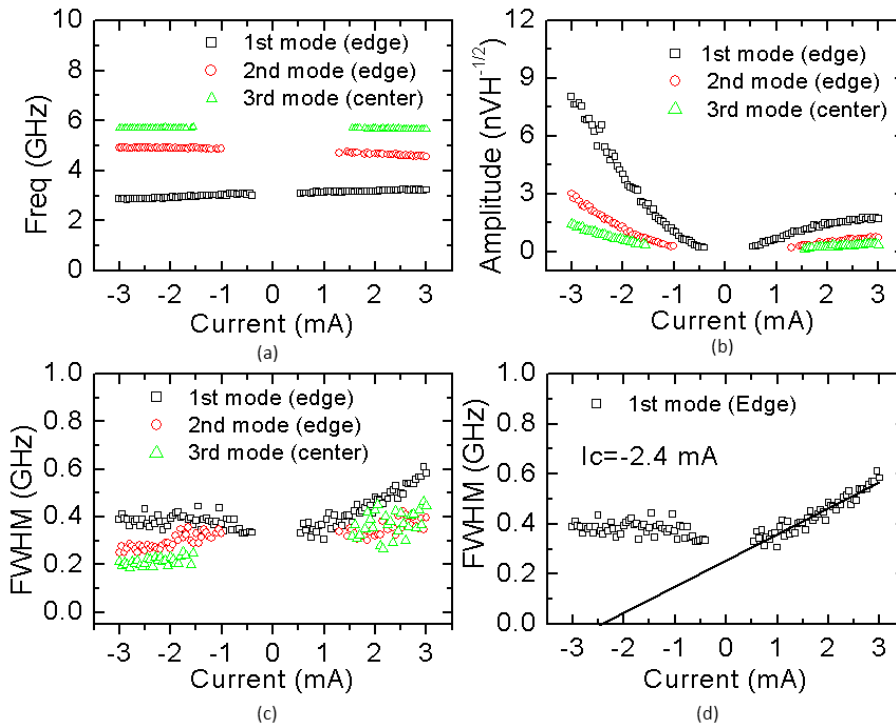 10
8
6
4
2
0
Freq (GHz)
1st mode (edge)
2nd mode (edge)
3rd mode (center)
-3 -2 -1 0 1 2 3
Current (mA)
(a)
12
9
6
3
0
Amplitude (nVH^-1/2)
1st mode (edge)
2nd mode (edge)
3rd mode (center)
-3 -2 -1 0 1 2 3
Current (mA)
(b)
1.0
0.8
0.6
0.4
0.2
0.0
FWHM (GHz)
1st mode (edge)
2nd mode (edge)
3rd mode (center)
-3 -2 -1 0 1 2 3
Current (mA)
(c)
1.0
0.8
0.6
0.4
0.2
0.0
FWHM (GHz)
1st mode (Edge)
Ic=-2.4 mA
-3 -2 -1 0 1 2 3
Current (mA)
(d)